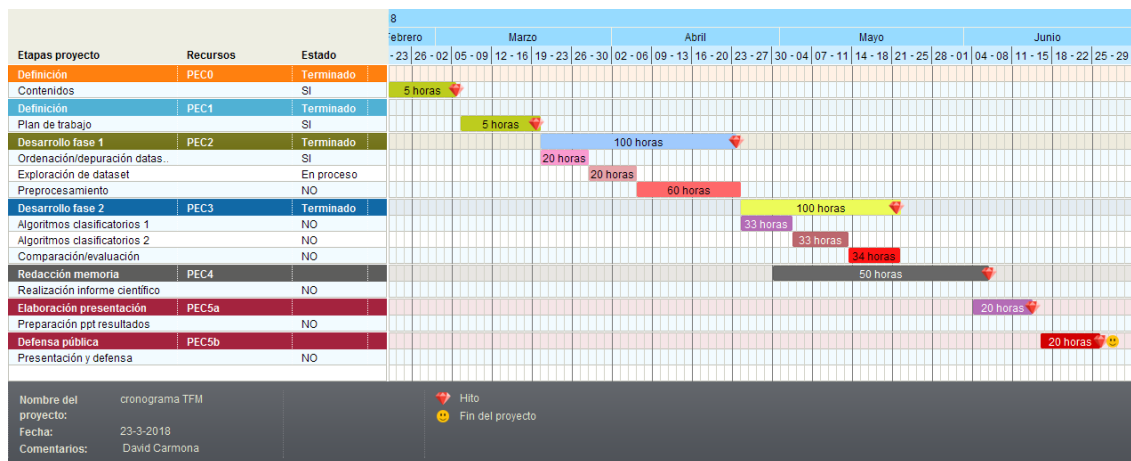 8
ebrero Marzo Abril Mayo Junio
Etapas proyecto Recursos Estado - 23 26 - 02 05 - 09 12 - 16 19 - 23 26 - 30 02 - 06 09 - 13 16 - 20 23 - 27 30 - 04 07 - 11 14 - 18 21 - 25 28 - 01 04 - 08 11 - 15 18 - 22 25 - 29
Definición PEC0 Terminado
Contenidos SI 5 horas
Definición PEC1 Terminado
Plan de trabajo SI 5 horas
Desarrollo fase 1 PEC2 Terminado 100 horas
Ordenación/depuración datas.. SI 20 horas
Exploración de dataset En proceso 20 horas
Preprocesamiento NO 60 horas
Desarrollo fase 2 PEC3 Terminado 100 horas
Algoritmos clasificatorios 1 NO 33 horas
Algoritmos clasificatorios 2 NO 33 horas
Comparación/evaluación NO 34 horas
Redacción memoria PEC4 50 horas
Realización informe científico NO
Elaboración presentación PEC5a 20 horas
Preparación ppt resultados NO
Defensa pública PEC5b 20 horas
Presentación y defensa NO
Nombre del proyecto: cronograma TFM
Fecha: 23-3-2018
Comentarios: David Carmona
Hito
Fin del proyecto